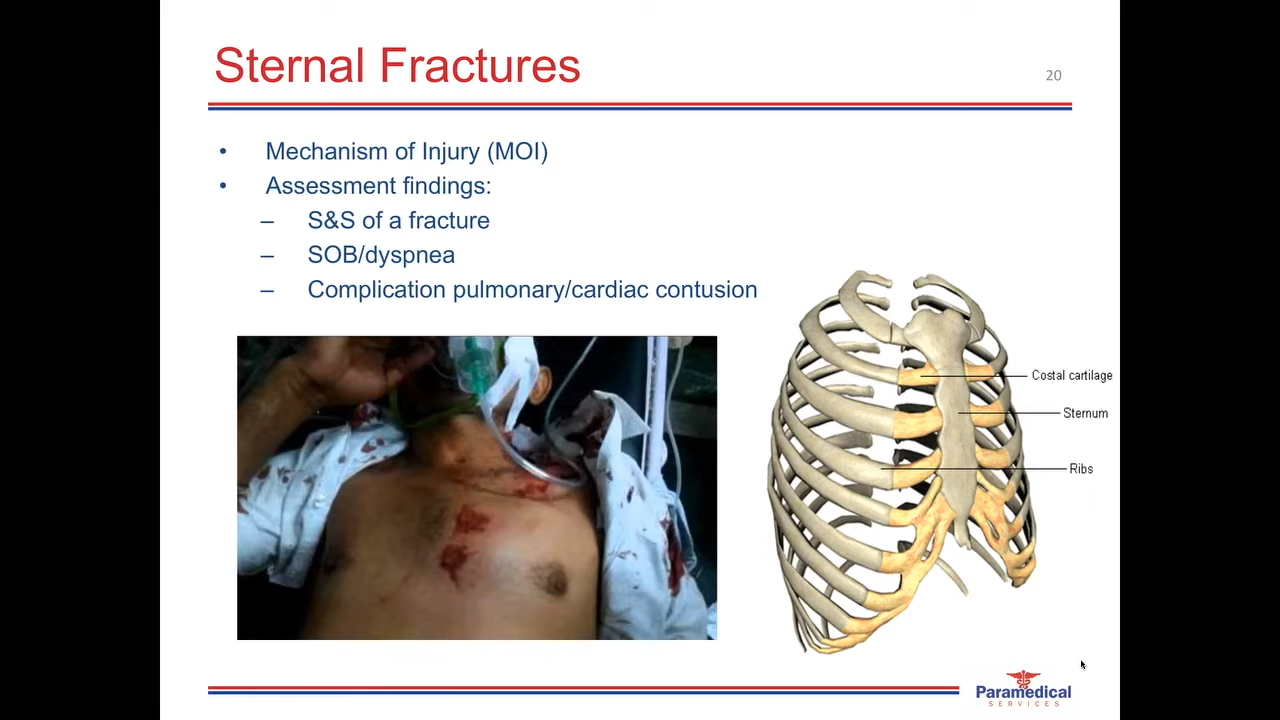 Sternal Fractures
20
• Mechanism of Injury (MOI)
• Assessment findings:
– S&S of a fracture
– SOB/dyspnea
– Complication pulmonary/cardiac contusion
Costal cartilage
Sternum
Ribs
Paramedical
SERVICES